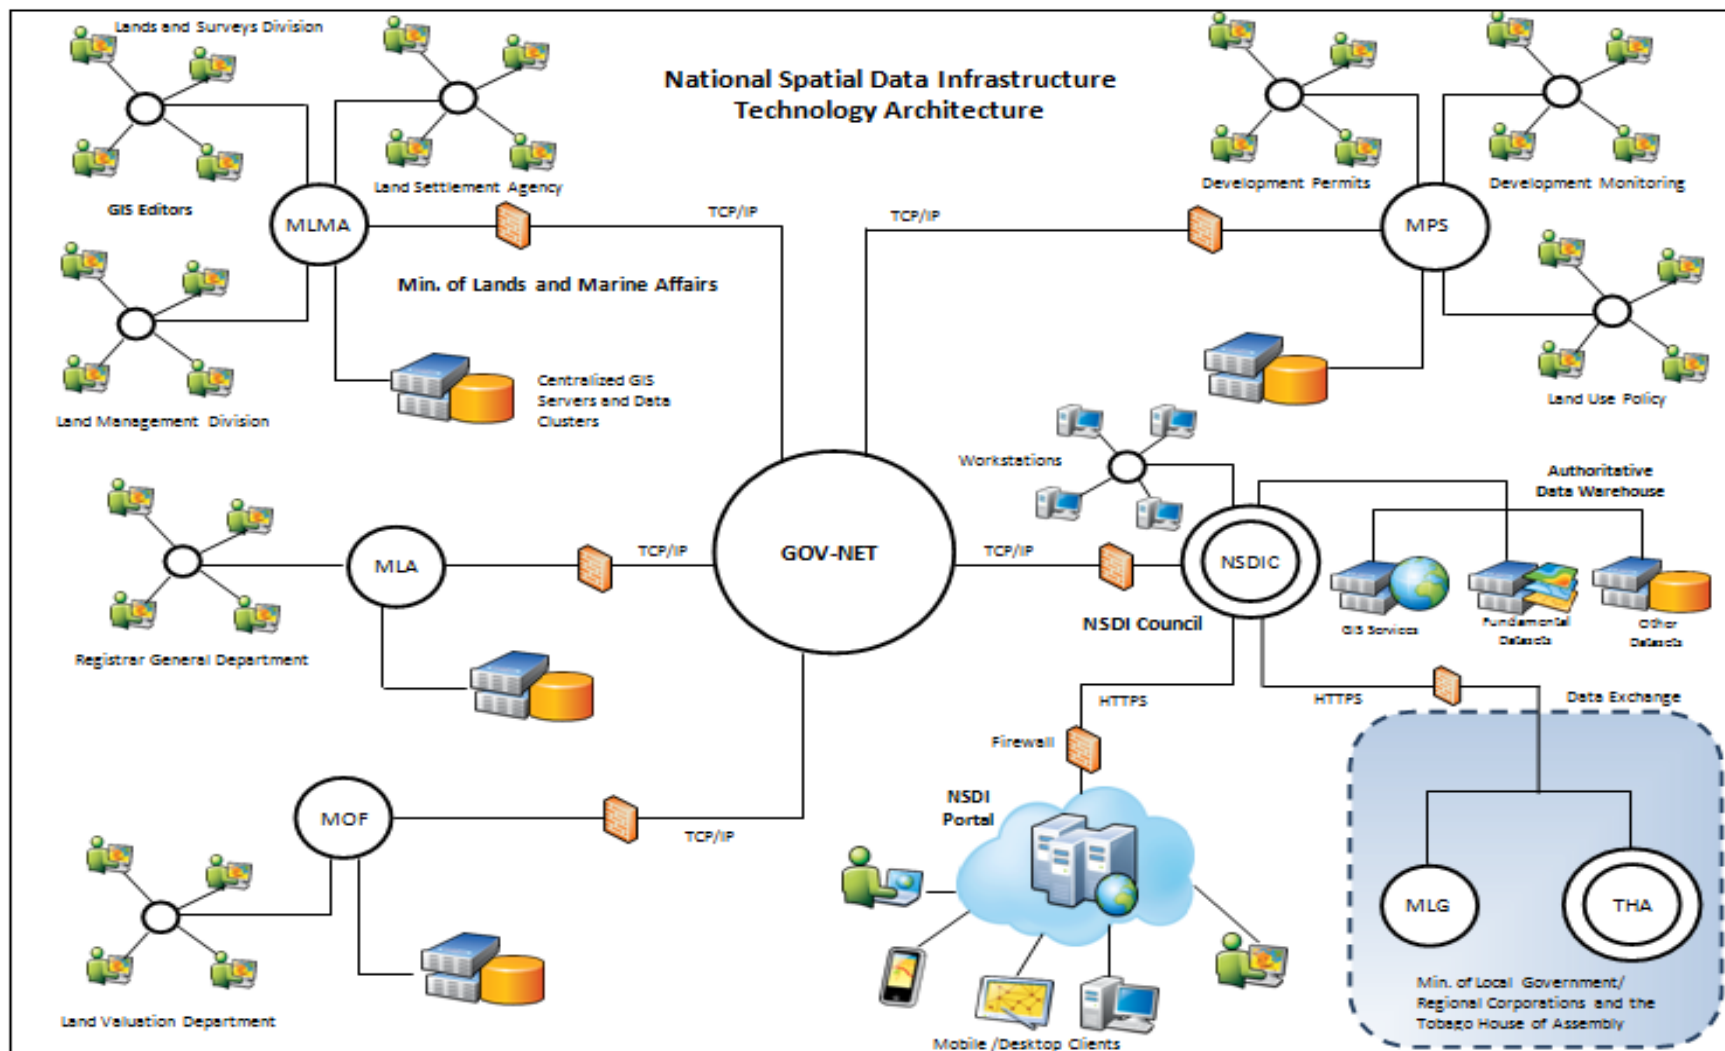 Lands and Surveys Division
National Spatial Data Infrastructure
Technology Architecture
Land Settlement Agency
GIS Editors
Development Permits
Development Monitoring
MLMA
TCP/IP
TCP/IP
MPS
Min. of Lands and Marine Affairs
Centralized GIS
Servers and Data
Clusters
Land Management Division
Land Use Policy
Workstations
Authoritative
Data Warehouse
GOV-NET
MLA
TCP/IP
TCP/IP
NSDIC
NSDI Council
GIS Services
Fundamental
Datasets
Other
Datasets
Registrar General Department
HTTPS
HTTPS
Data Exchange
Firewall
NSDI
Portal
MOF
TCP/IP
MLG
THA
Land Valuation Department
Mobile /Desktop Clients
Min. of Local Government/
Regional Corporations and the
Tobago House of Assembly